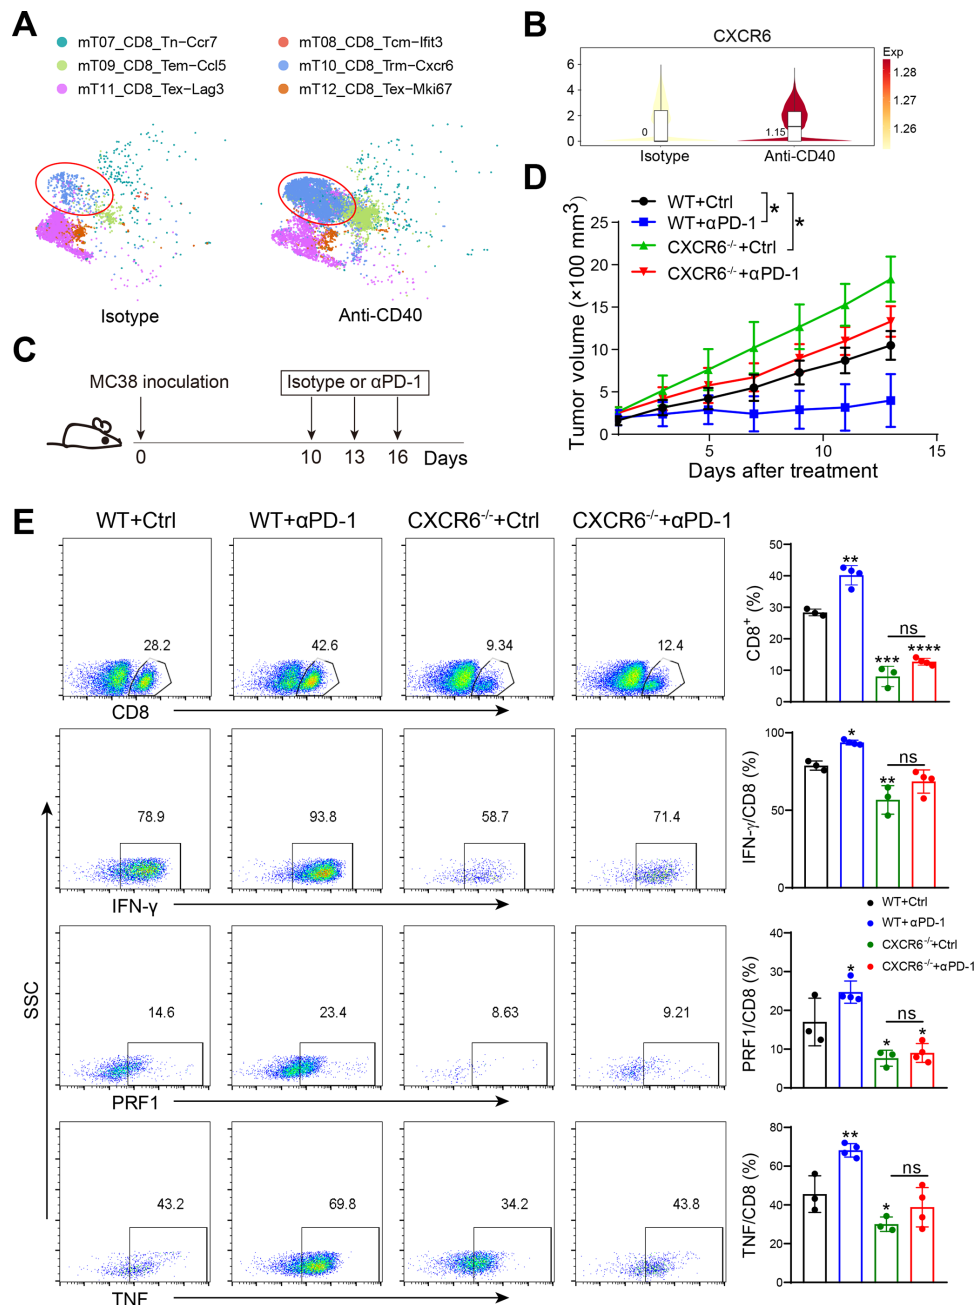 A
mT07_CD8_Tn−Ccr7
mT08_CD8_Tcm−Ifit3
mT09_CD8_Tem−Ccl5
mT10_CD8_Trm−Cxcr6
mT11_CD8_Tex−Lag3
mT12_CD8_Tex−Mki67
Isotype
Anti-CD40
B
CXCR6
Exp
6
4
2
0
0
1.15
1.28
1.27
1.26
Isotype
Anti-CD40
C
MC38 inoculation
Isotype or αPD-1
0
10
13
16
Days
D
WT+Ctrl
WT+αPD-1
CXCR6-/-+Ctrl
CXCR6-/-+αPD-1
*
*
Tumor volume (×100 mm3)
25
20
15
10
5
0
5
10
15
Days after treatment
E
WT+Ctrl
WT+αPD-1
CXCR6-/-+Ctrl
CXCR6-/-+αPD-1
28.2
42.6
9.34
12.4
CD8
CD8+ (%)
50
40
30
20
10
0
**
***
****
ns
78.9
93.8
58.7
71.4
IFN-γ
IFN-γ/CD8 (%)
100
50
0
*
**
ns
WT+Ctrl
WT+αPD-1
CXCR6-/-+Ctrl
CXCR6-/-+αPD-1
SSC
14.6
23.4
8.63
9.21
PRF1
PRF1/CD8 (%)
40
30
20
10
0
*
*
*
ns
43.2
69.8
34.2
43.8
TNF
TNF/CD8 (%)
80
60
40
20
0
**
*
ns